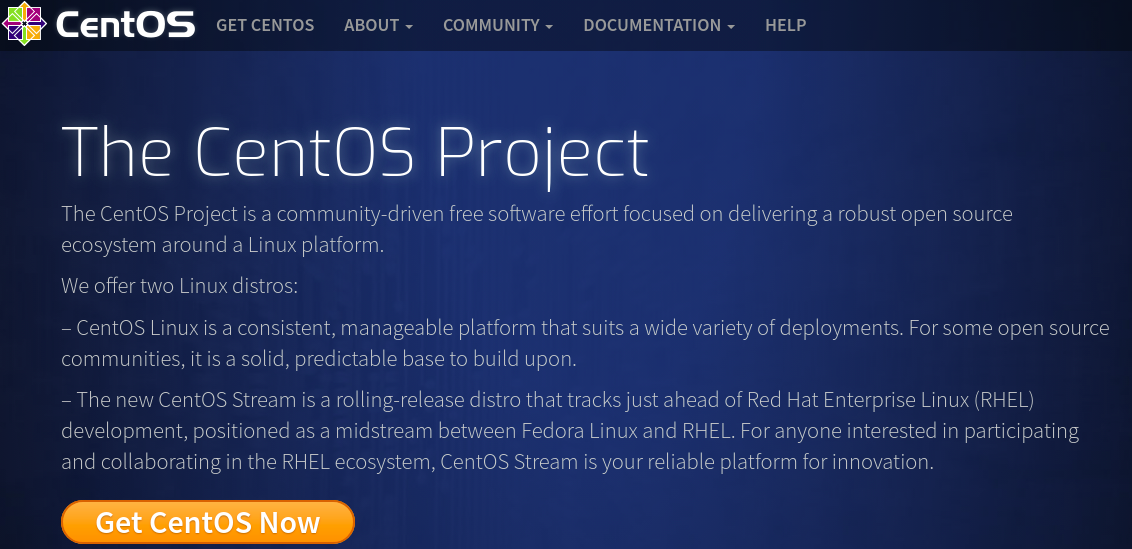 CentOS GET CENTOS ABOUT COMMUNITY DOCUMENTATION HELP
The CentOS Project
The CentOS Project is a community-driven free software effort focused on delivering a robust open source
ecosystem around a Linux platform.
We offer two Linux distros:
– CentOS Linux is a consistent, manageable platform that suits a wide variety of deployments. For some open source
communities, it is a solid, predictable base to build upon.
– The new CentOS Stream is a rolling-release distro that tracks just ahead of Red Hat Enterprise Linux (RHEL)
development, positioned as a midstream between Fedora Linux and RHEL. For anyone interested in participating
and collaborating in the RHEL ecosystem, CentOS Stream is your reliable platform for innovation.
Get CentOS Now